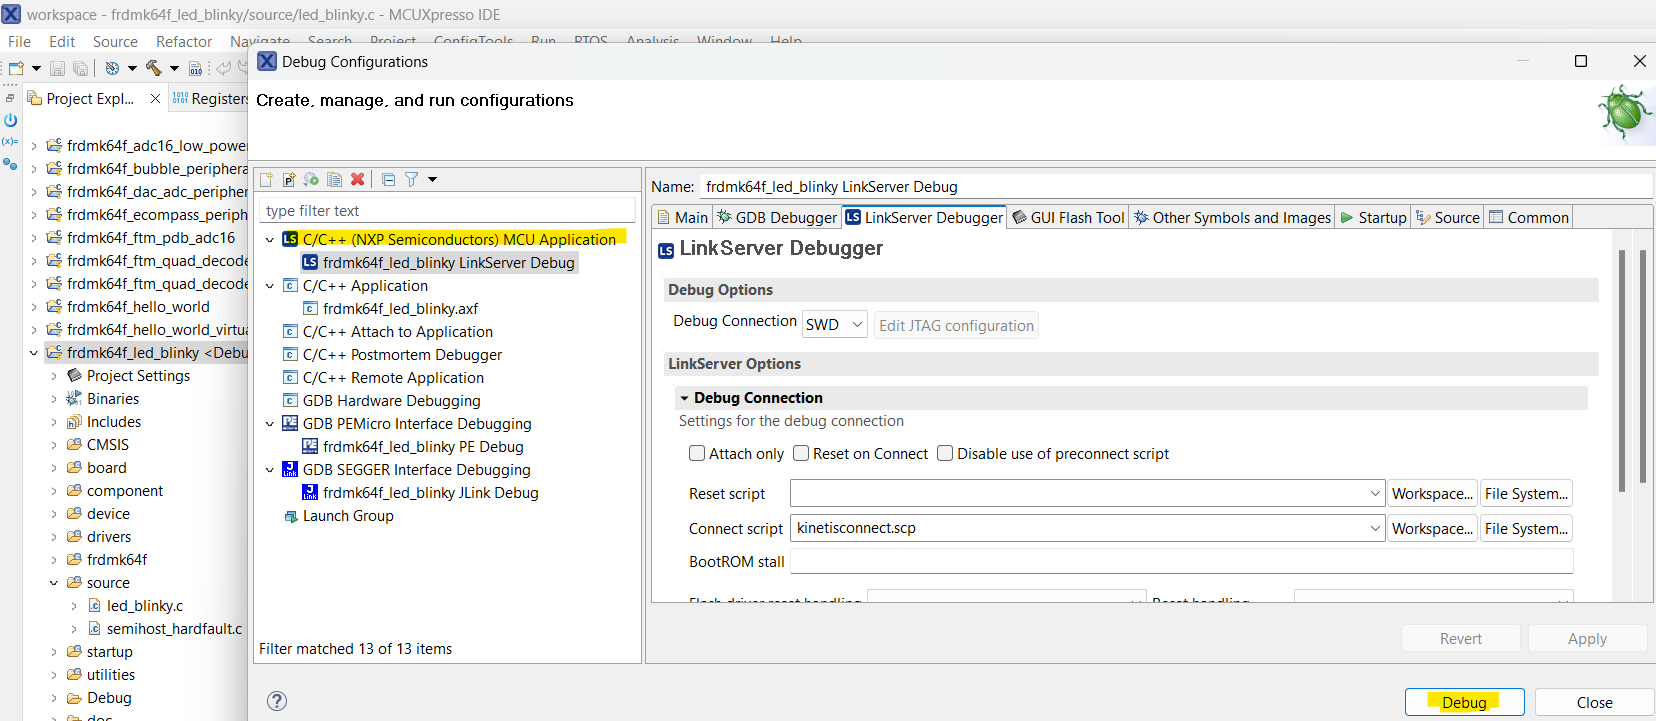 workspace - frdmk64f_led_blinky/source/led_blinky.c - MCUXpresso IDE
File Edit Source Refactor Navigate Search Project ConfigTools Run RTOS Analysis Window Help
Debug Configurations
Project Expl...
Registers
Create, manage, and run configurations
frdmk64f_adc16_low_power
frdmk64f_bubble_periphera
frdmk64f_dac_adc_peripher
frdmk64f_ecompass_periph
frdmk64f_ftm_pdb_adc16
frdmk64f_ftm_quad_decode
frdmk64f_ftm_quad_decode
frdmk64f_hello_world
frdmk64f_hello_world_virtua
frdmk64f_led_blinky <Debu
Project Settings
Binaries
Includes
CMSIS
board
component
device
drivers
frdmk64f
source
led_blinky.c
semihost_hardfault.c
startup
utilities
Debug
doc
type filter text
C/C++ (NXP Semiconductors) MCU Application
frdmk64f_led_blinky LinkServer Debug
C/C++ Application
frdmk64f_led_blinky.axf
C/C++ Attach to Application
C/C++ Postmortem Debugger
C/C++ Remote Application
GDB Hardware Debugging
GDB PEMicro Interface Debugging
frdmk64f_led_blinky PE Debug
GDB SEGGER Interface Debugging
frdmk64f_led_blinky JLink Debug
Launch Group
Filter matched 13 of 13 items
Name: frdmk64f_led_blinky LinkServer Debug
Main GDB Debugger LinkServer Debugger GUI Flash Tool Other Symbols and Images Startup Source Common
LinkServer Debugger
Debug Options
Debug Connection SWD Edit JTAG configuration
LinkServer Options
Debug Connection
Settings for the debug connection
Attach only Reset on Connect Disable use of preconnect script
Reset script Workspace... File System...
Connect script kinetisconnect.scp Workspace... File System...
BootROM stall
Flash driver reset handling Reset handling
Revert Apply
Debug Close